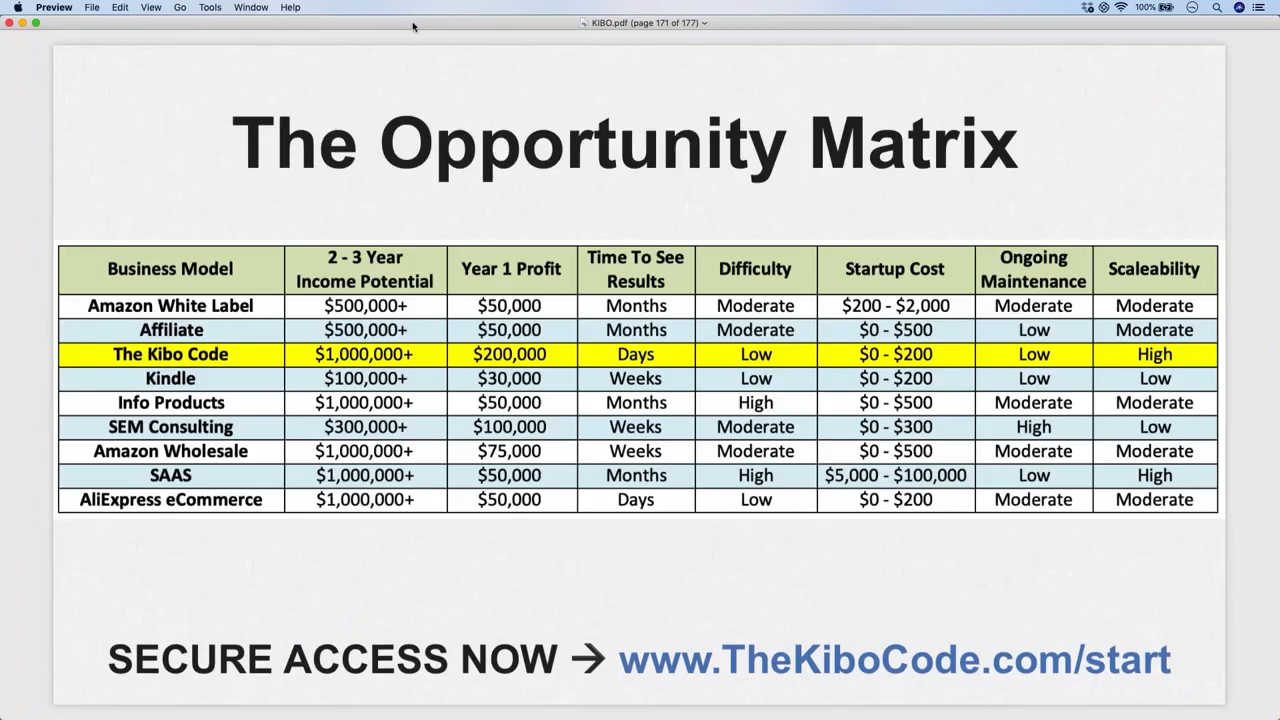 Preview File Edit View Go Tools Window Help 100%
KIBO.pdf (page 171 of 177)
The Opportunity Matrix
Business Model 2 - 3 Year Income Potential Year 1 Profit Time To See Results Difficulty Startup Cost Ongoing Maintenance Scaleability
Amazon White Label $500,000+ $50,000 Months Moderate $200 - $2,000 Moderate Moderate
Affiliate $500,000+ $50,000 Months Moderate $0 - $500 Low Moderate
The Kibo Code $1,000,000+ $200,000 Days Low $0 - $200 Low High
Kindle $100,000+ $30,000 Weeks Low $0 - $200 Low Low
Info Products $1,000,000+ $50,000 Months High $0 - $500 Moderate Moderate
SEM Consulting $300,000+ $100,000 Weeks Moderate $0 - $300 High Low
Amazon Wholesale $1,000,000+ $75,000 Weeks Moderate $0 - $500 Moderate Moderate
SAAS $1,000,000+ $50,000 Months High $5,000 - $100,000 Low High
AliExpress eCommerce $1,000,000+ $50,000 Days Low $0 - $200 Moderate Moderate
SECURE ACCESS NOW → www.TheKiboCode.com/start